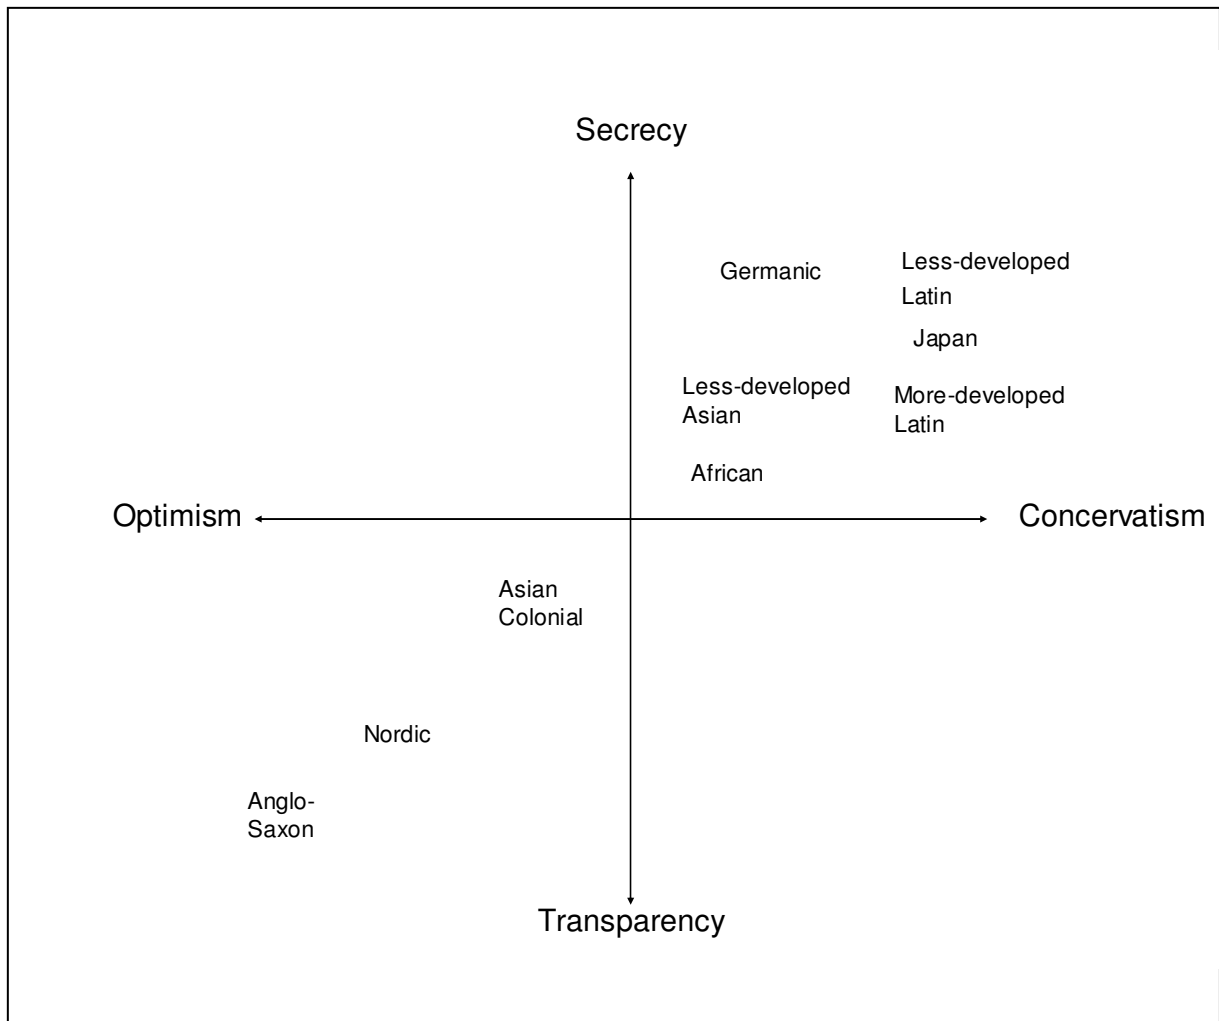 Secrecy
Germanic
Less-developed
Latin
Japan
Less-developed
Asian
More-developed
Latin
African
Optimism
Concervatism
Asian
Colonial
Nordic
Anglo-
Saxon
Transparency